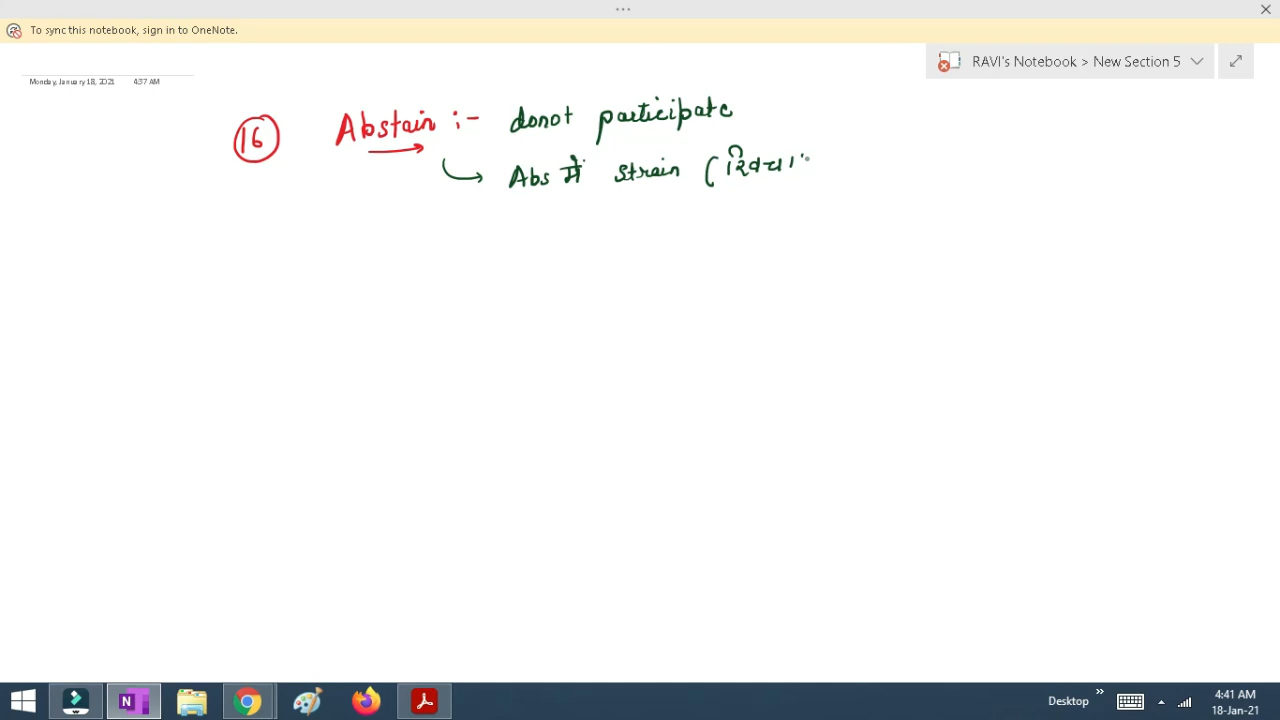 To sync this notebook, sign in to OneNote.
RAVI's Notebook > New Section 5
Monday, January 18, 2021 4:37 AM
16 Abstain :- donot participate
Abs में strain (
Desktop
4:41 AM
18-Jan-21